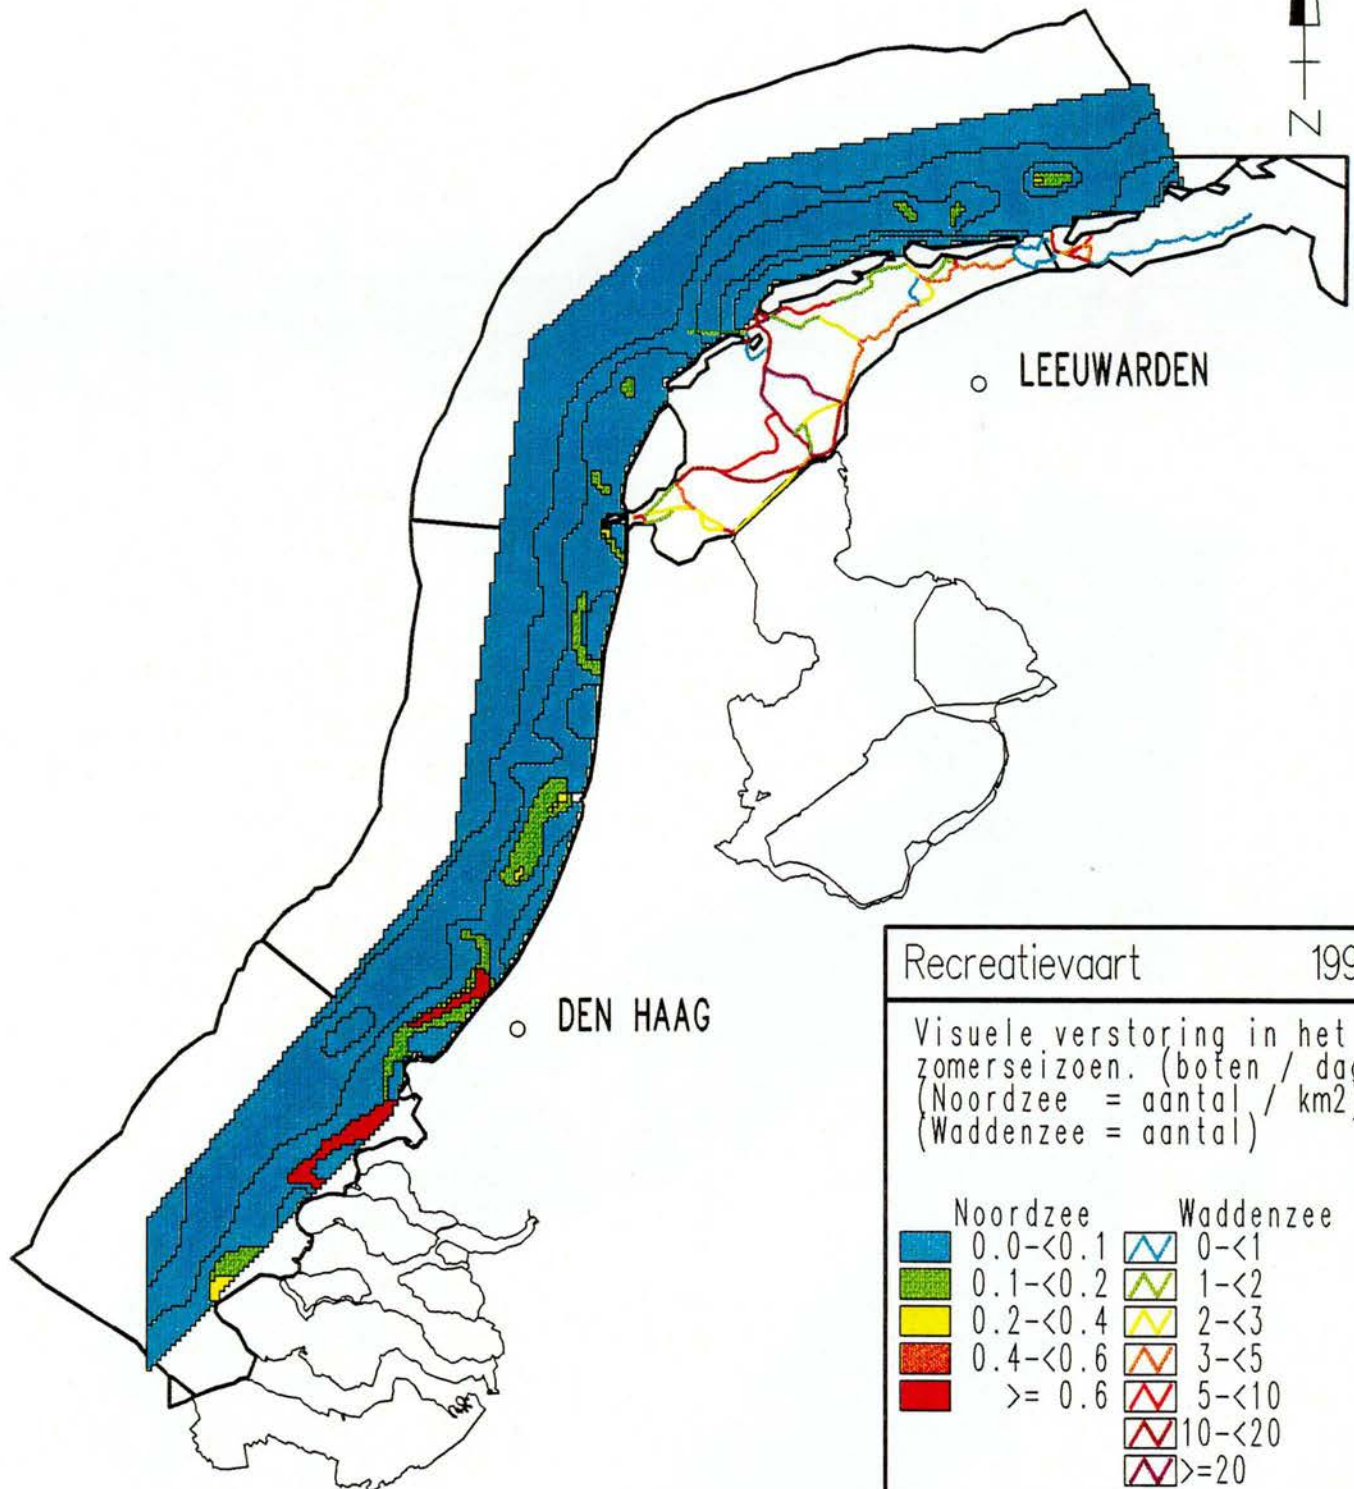 N
LEEUWARDEN
DEN HAAG
Recreatievaart 199
Visuele verstoring in het
zomerseizoen. (boten / dag
(Noordzee = aantal / km2)
(Waddenzee = aantal)
Noordzee Waddenzee
0.0-<0.1 0-<1
0.1-<0.2 1-<2
0.2-<0.4 2-<3
0.4-<0.6 3-<5
>= 0.6 5-<10
10-<20
>=20